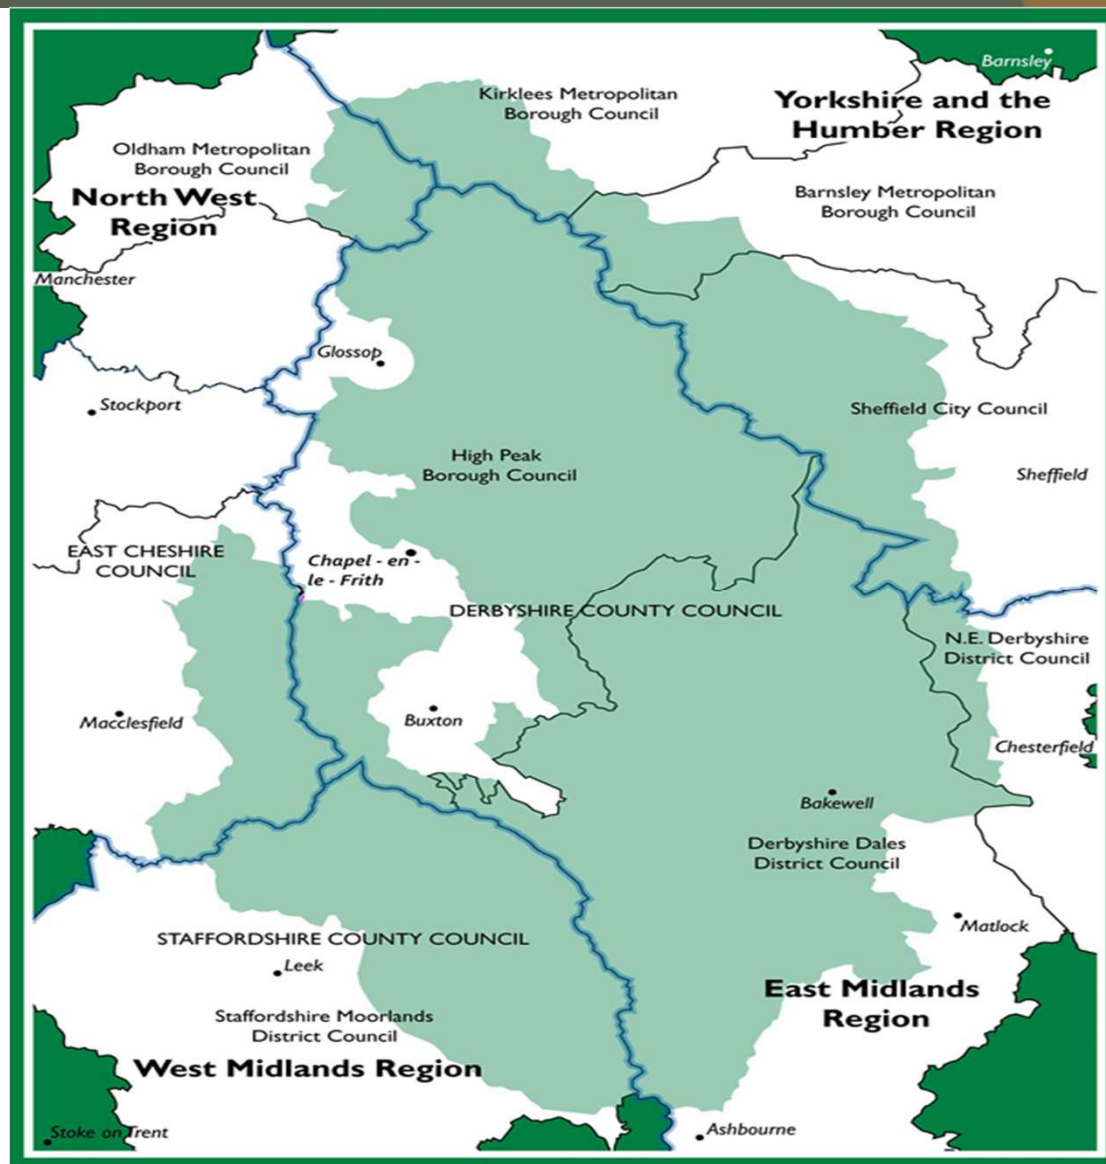 Barnsley
Kirklees Metropolitan
Borough Council
Yorkshire and the
Humber Region
Oldham Metropolitan
Borough Council
North West
Region
Barnsley Metropolitan
Borough Council
Manchester
Glossop
Stockport
Sheffield City Council
High Peak
Borough Council
Sheffield
EAST CHESHIRE
COUNCIL
Chapel - en -
le - Frith
DERBYSHIRE COUNTY COUNCIL
N.E. Derbyshire
District Council
Macclesfield
Buxton
Chesterfield
Bakewell
Derbyshire Dales
District Council
Matlock
STAFFORDSHIRE COUNTY COUNCIL
Leek
East Midlands
Region
Staffordshire Moorlands
District Council
West Midlands Region
Stoke on Trent
Ashbourne